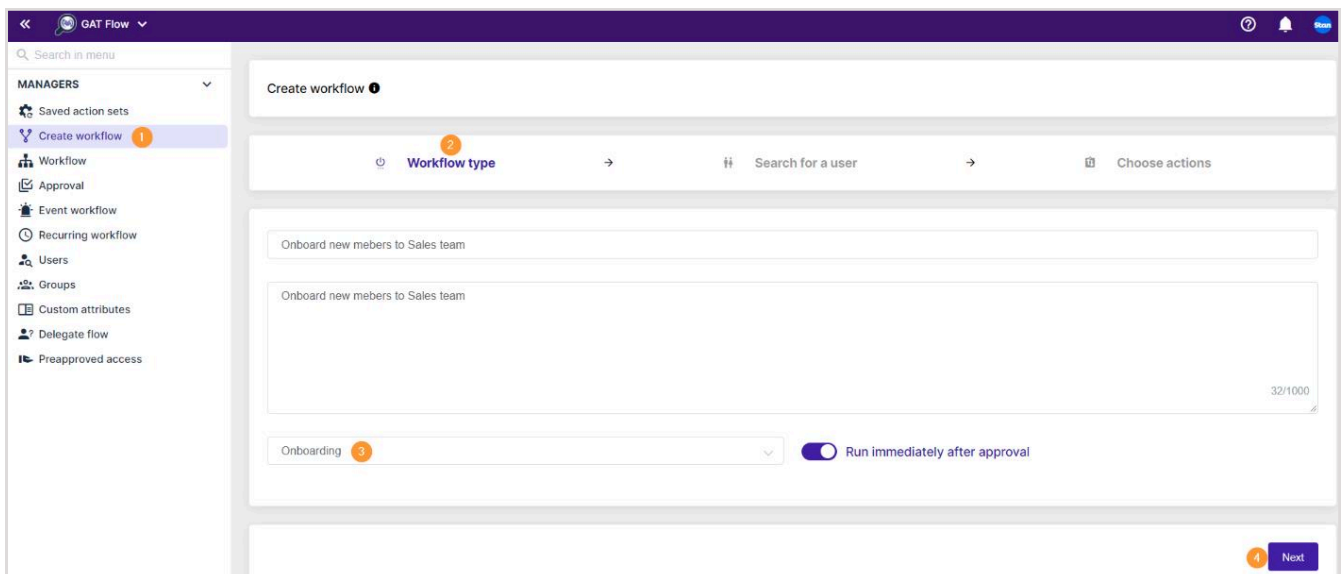 GAT Flow
Stan
Search in menu
MANAGERS
Saved action sets
Create workflow 1
Workflow
Approval
Event workflow
Recurring workflow
Users
Groups
Custom attributes
Delegate flow
Preapproved access
Create workflow
2
Workflow type → Search for a user → Choose actions
Onboard new mebers to Sales team
Onboard new mebers to Sales team
32/1000
Onboarding 3 Run immediately after approval
4 Next